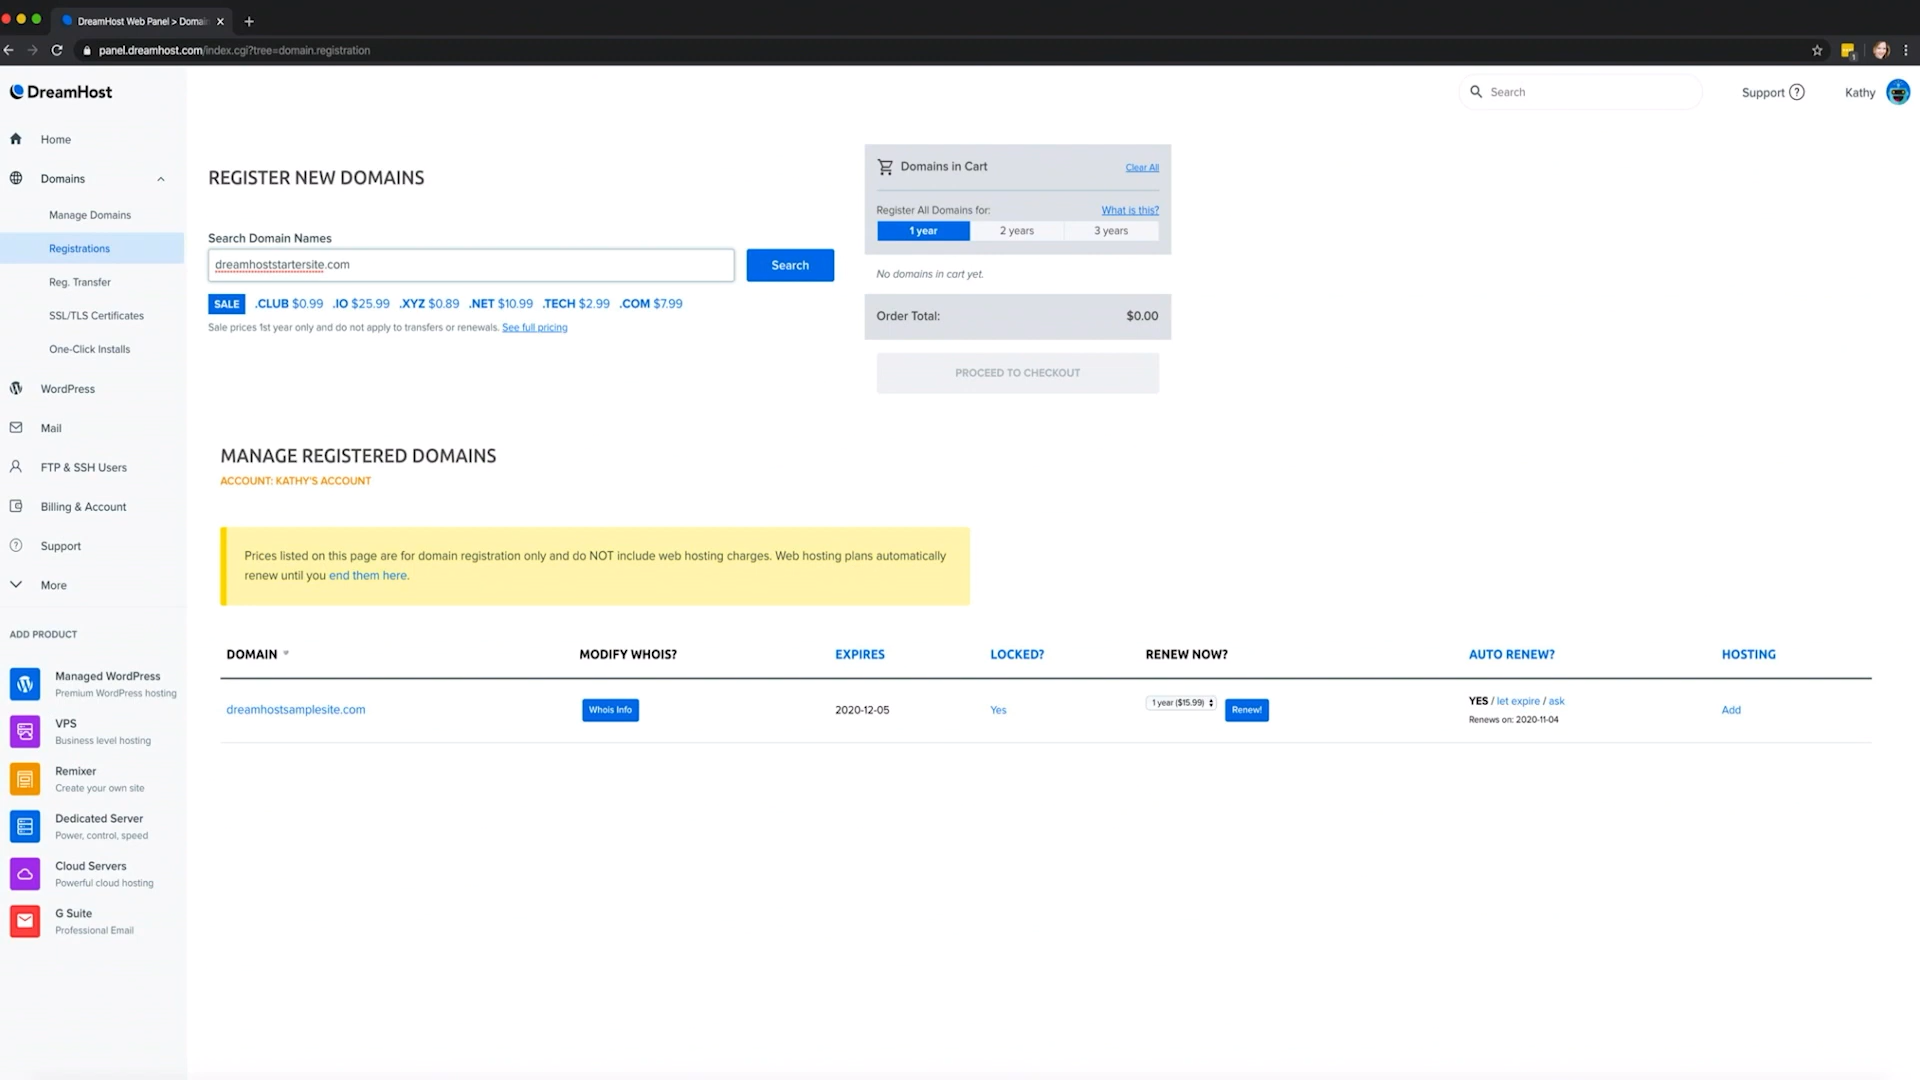 DreamHost Web Panel > Domai
panel.dreamhost.com/index.cgi?tree=domain.registration
1
DreamHost
Search
Support
Kathy
Home
Domains
Manage Domains
Registrations
Reg. Transfer
SSL/TLS Certificates
One-Click Installs
WordPress
Mail
FTP & SSH Users
Billing & Account
Support
More
ADD PRODUCT
Managed WordPress
Premium WordPress hosting
VPS
Business level hosting
Remixer
Create your own site
Dedicated Server
Power, control, speed
Cloud Servers
Powerful cloud hosting
G Suite
Professional Email
REGISTER NEW DOMAINS
Search Domain Names
dreamhoststartersite.com
Search
SALE .CLUB $0.99 .IO $25.99 .XYZ $0.89 .NET $10.99 .TECH $2.99 .COM $7.99
Sale prices 1st year only and do not apply to transfers or renewals. See full pricing
Domains in Cart Clear All
Register All Domains for: What is this?
1 year 2 years 3 years
No domains in cart yet.
Order Total: $0.00
PROCEED TO CHECKOUT
MANAGE REGISTERED DOMAINS
ACCOUNT: KATHY'S ACCOUNT
Prices listed on this page are for domain registration only and do NOT include web hosting charges. Web hosting plans automatically
renew until you end them here.
DOMAIN MODIFY WHOIS? EXPIRES LOCKED? RENEW NOW? AUTO RENEW? HOSTING
dreamhostsamplesite.com Whois Info 2020-12-05 Yes 1 year ($15.99) Renew! YES / let expire / ask Add
Renews on: 2020-11-04